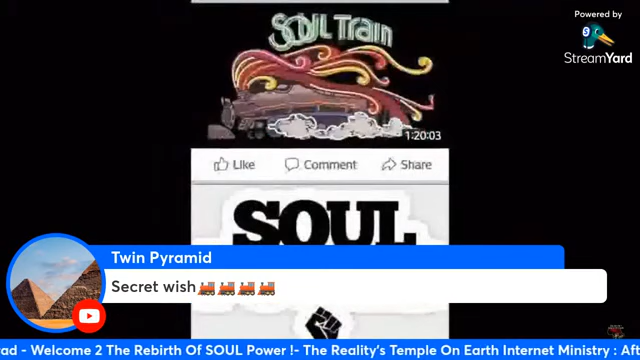 Powered by
StreamYard
SOUL Train
1:20:03
Like
Comment
Share
SOUL
Twin Pyramid
Secret wish🚂🚂🚂🚂
ad - Welcome 2 The Rebirth Of SOUL Power !- The Reality's Temple On Earth Internet Ministry : Aft